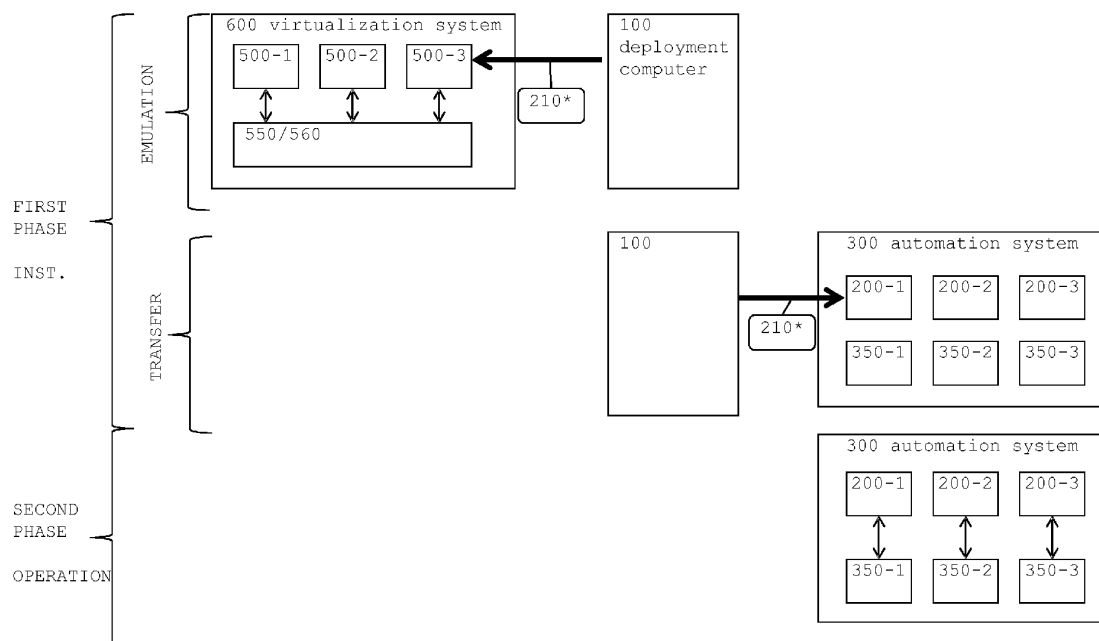 600 virtualization system
500-1 500-2 500-3
210*
550/560
100
deployment
computer
EMULATION
FIRST
PHASE
INST.
TRANSFER
100
210*
300 automation system
200-1 200-2 200-3
350-1 350-2 350-3
SECOND
PHASE
OPERATION
300 automation system
200-1 200-2 200-3
350-1 350-2 350-3